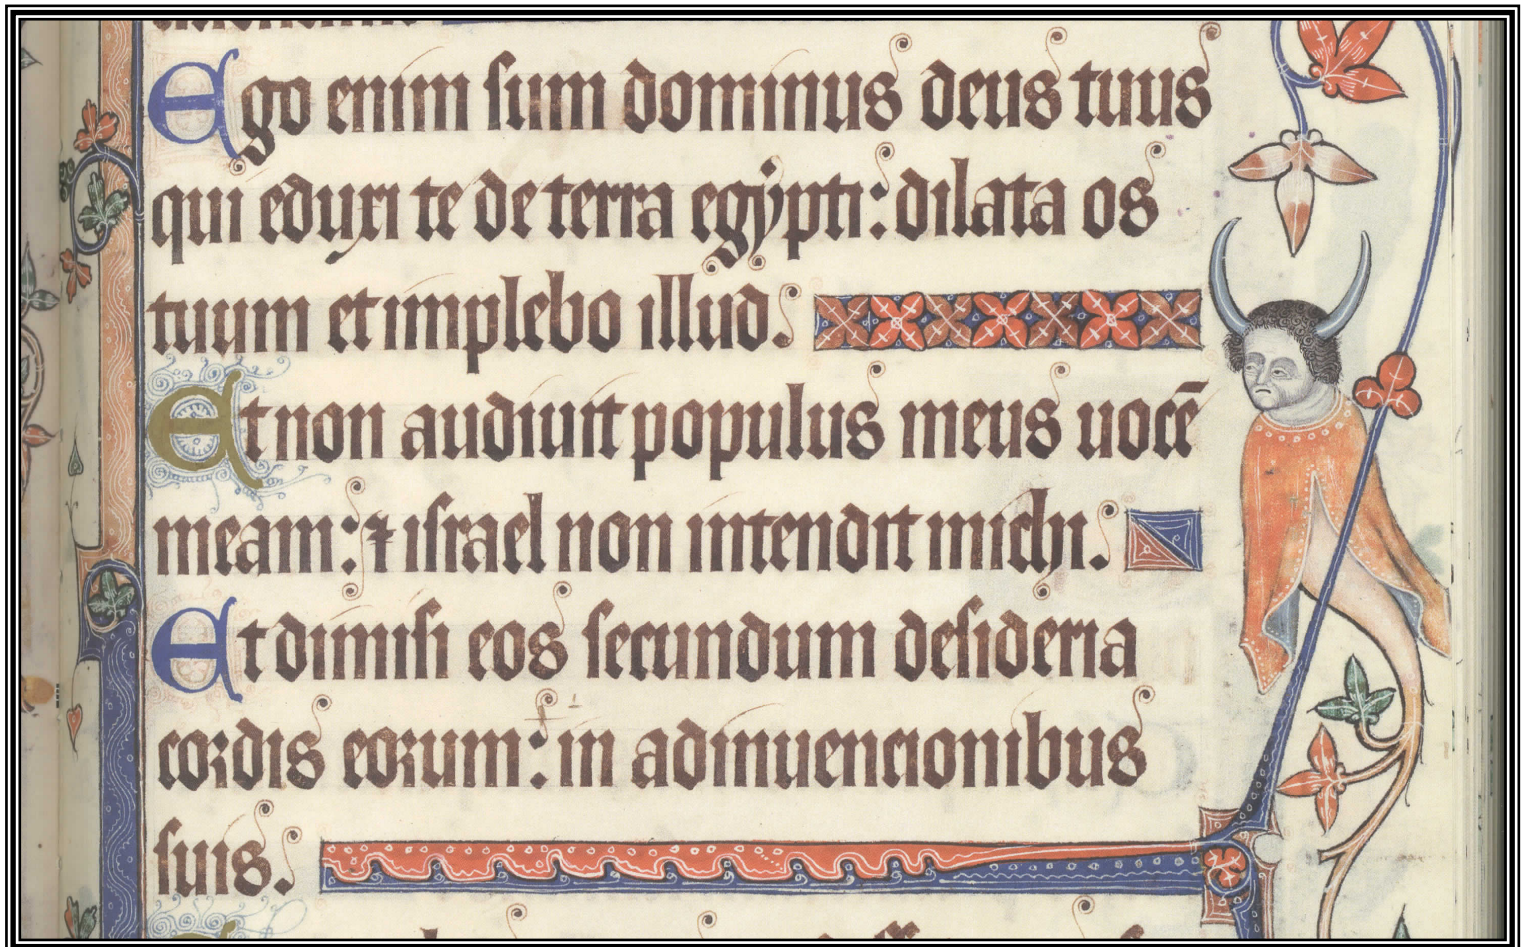 Ego enim sum dominus deus tuus
qui eduxi te de terra egypti: dilata os
tuum et implebo illud.
Et non audiuit populus meus uocē
meam: ⁊ israel non intendit michi.
Et dimisi eos secundum desideria
cordis eorum: in adinuencionibus
suis.